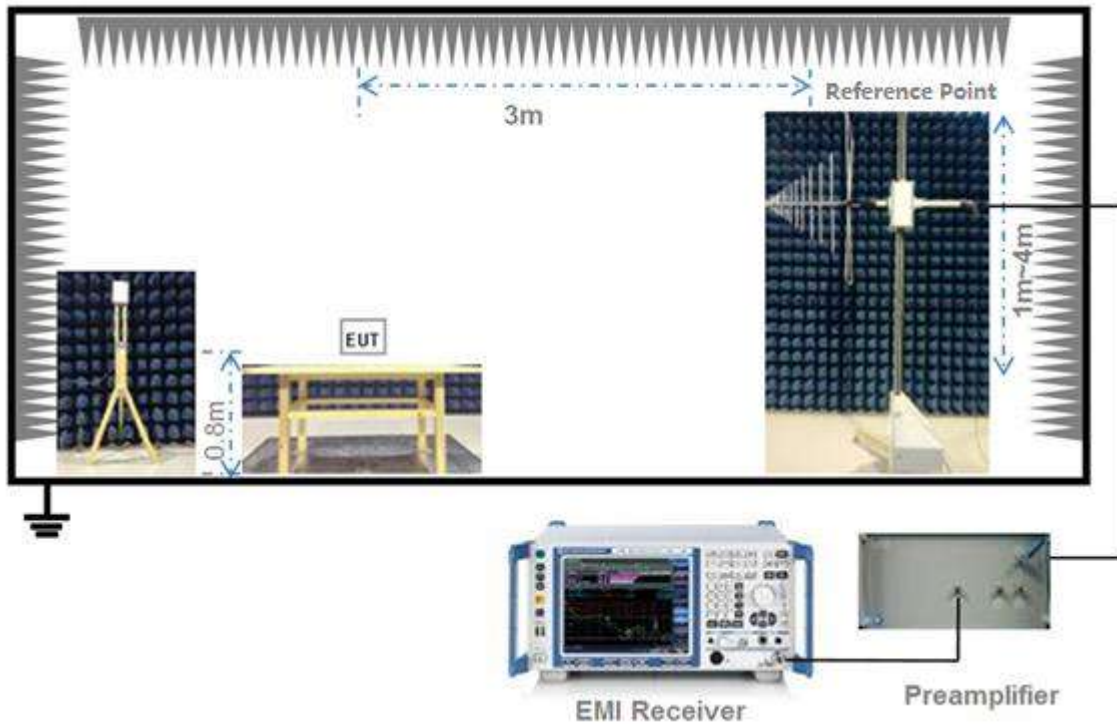 Reference Point
3m
1m~4m
EUT
0.8m
EMI Receiver
Preamplifier